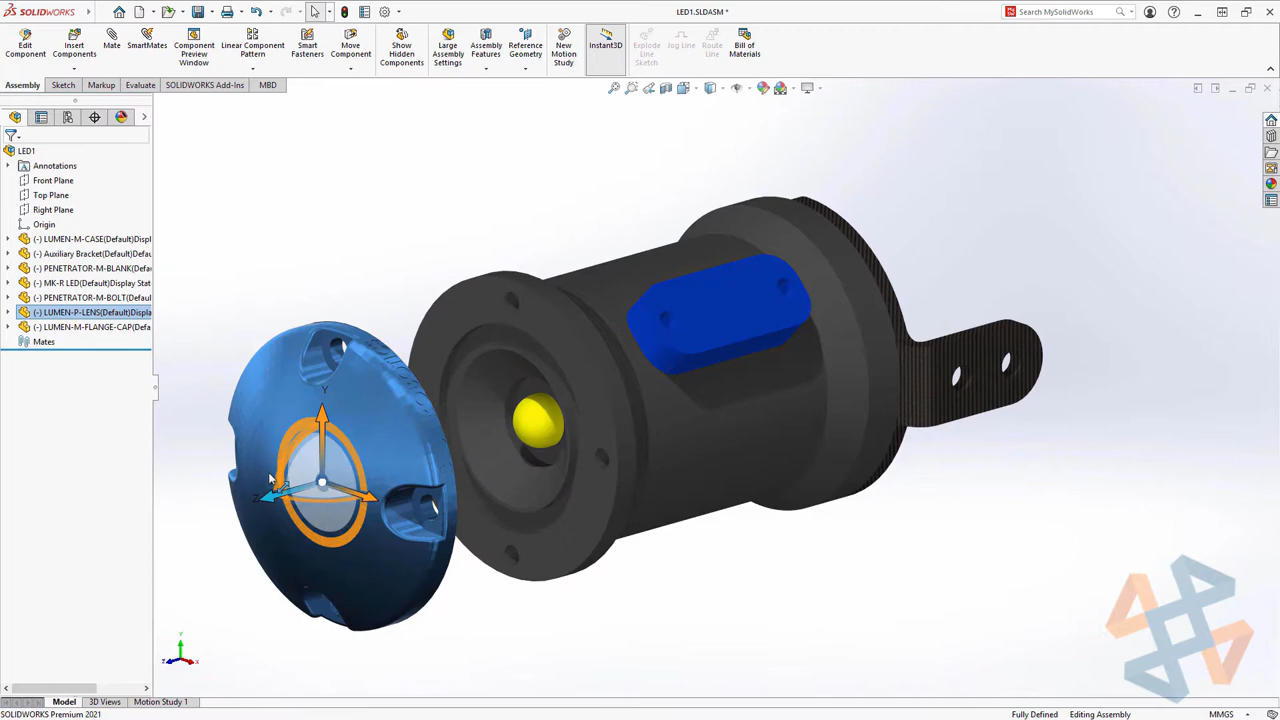 SOLIDWORKS
LED1.SLDASM *
Search MySolidWorks
Edit Component
Insert Components
Mate
SmartMates
Component Preview Window
Linear Component Pattern
Smart Fasteners
Move Component
Show Hidden Components
Large Assembly Settings
Assembly Features
Reference Geometry
New Motion Study
Instant3D
Explode Line Sketch
Jog Line
Route Line
Bill of Materials
Assembly
Sketch
Markup
Evaluate
SOLIDWORKS Add-Ins
MBD
LED1
Annotations
Front Plane
Top Plane
Right Plane
Origin
(-) LUMEN-M-CASE(Default)Displ
(-) Auxiliary Bracket(Default)Defau
(-) PENETRATOR-M-BLANK(Default)
(-) MK-R LED(Default)Display Stat
(-) PENETRATOR-M-BOLT(Default)
(-) LUMEN-P-LENS(Default)Displa
(-) LUMEN-M-FLANGE-CAP(Defa
Mates
Y
Z
Y
Z
X
Model
3D Views
Motion Study 1
SOLIDWORKS Premium 2021
Fully Defined
Editing Assembly
MMGS